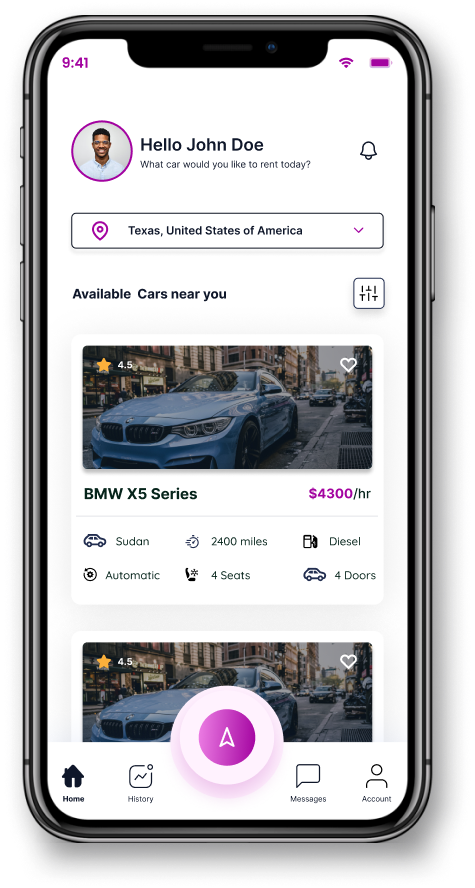 9:41
Hello John Doe
What car would you like to rent today?
Texas, United States of America
Available Cars near you
4.5
BMW X5 Series
$4300/hr
Sudan
2400 miles
Diesel
Automatic
4 Seats
4 Doors
4.5
Home
History
Messages
Account